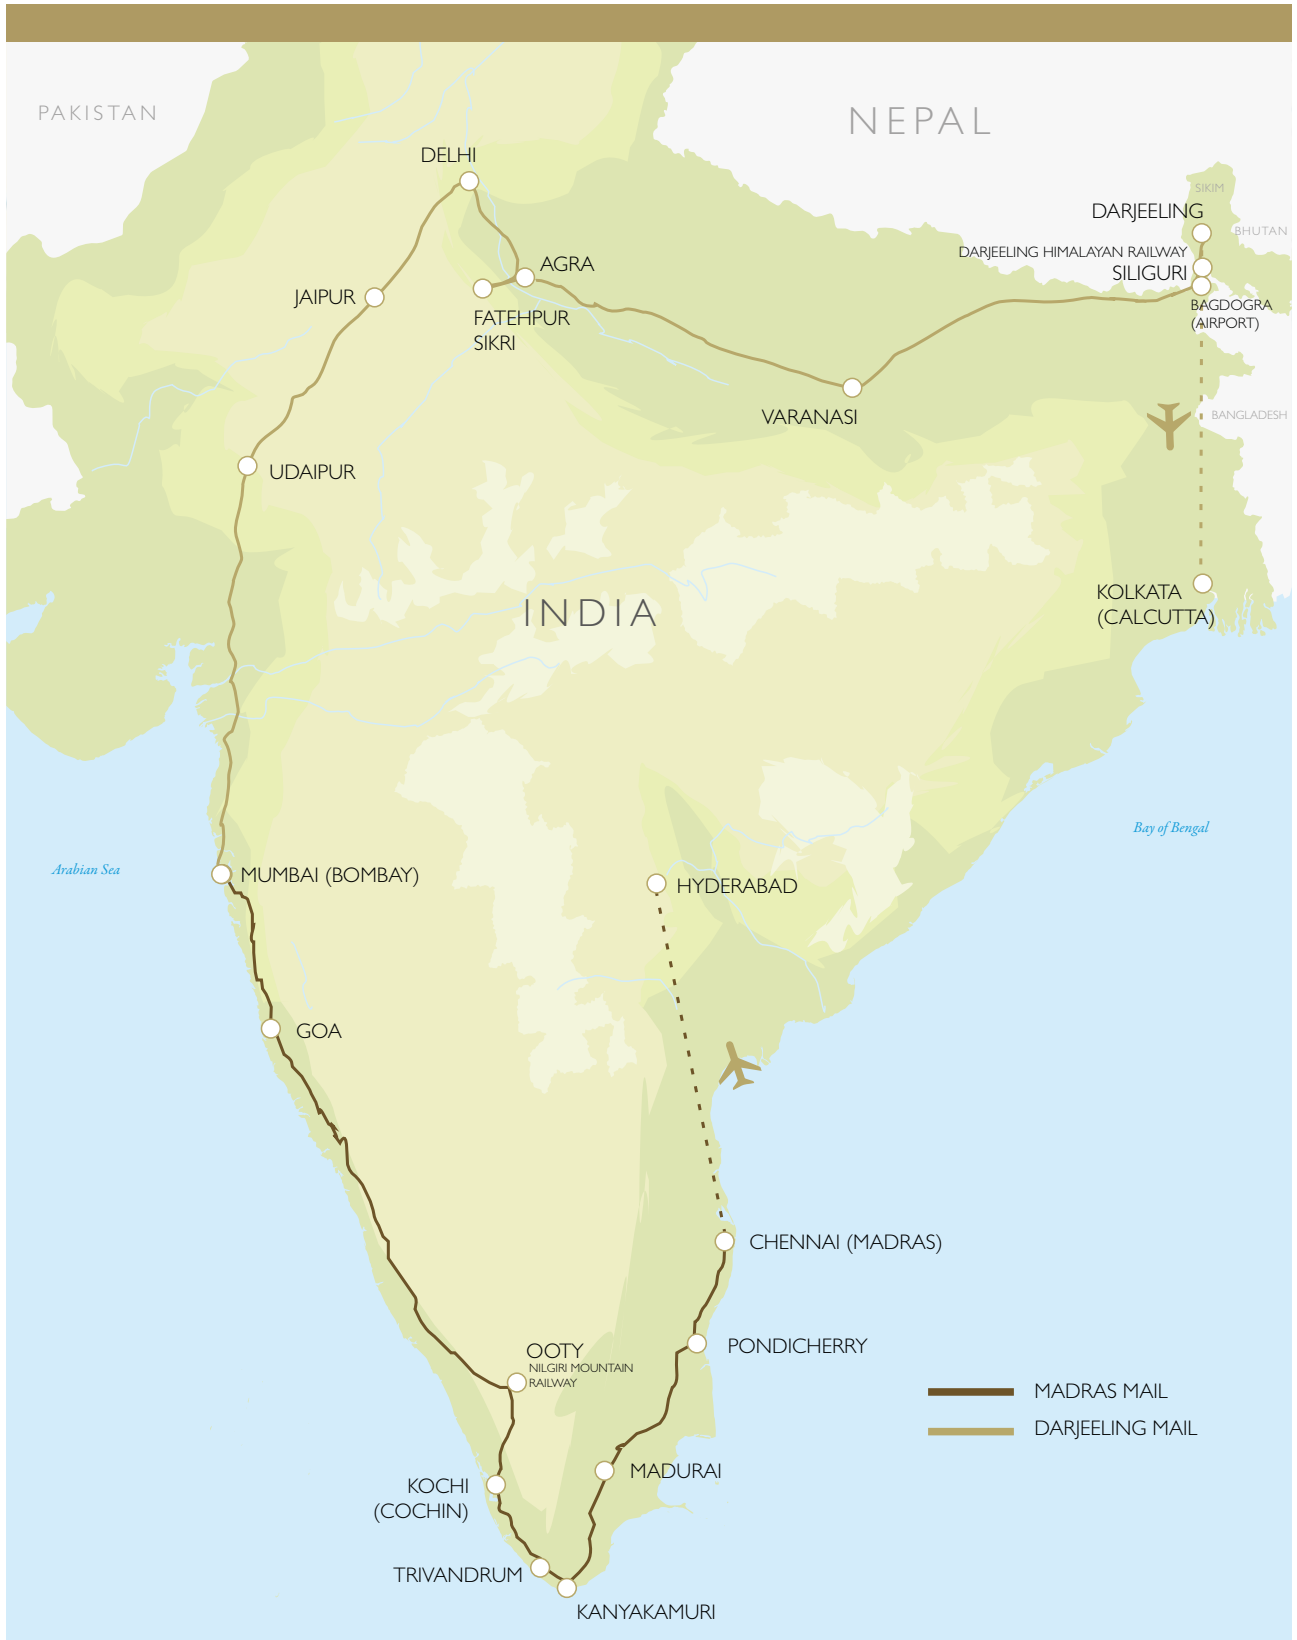 PAKISTAN
NEPAL
DELHI
SIKIM
DARJEELING
BHUTAN
DARJEELING HIMALAYAN RAILWAY
AGRA
SILIGURI
JAIPUR
BAGDOGRA
(AIRPORT)
FATEHPUR
SIKRI
VARANASI
BANGLADESH
UDAIPUR
KOLKATA
(CALCUTTA)
INDIA
Bay of Bengal
Arabian Sea
MUMBAI (BOMBAY)
HYDERABAD
GOA
CHENNAI (MADRAS)
PONDICHERRY
OOTY
NILGIRI MOUNTAIN
RAILWAY
MADRAS MAIL
DARJEELING MAIL
MADURAI
KOCHI
(COCHIN)
TRIVANDRUM
KANYAKAMURI